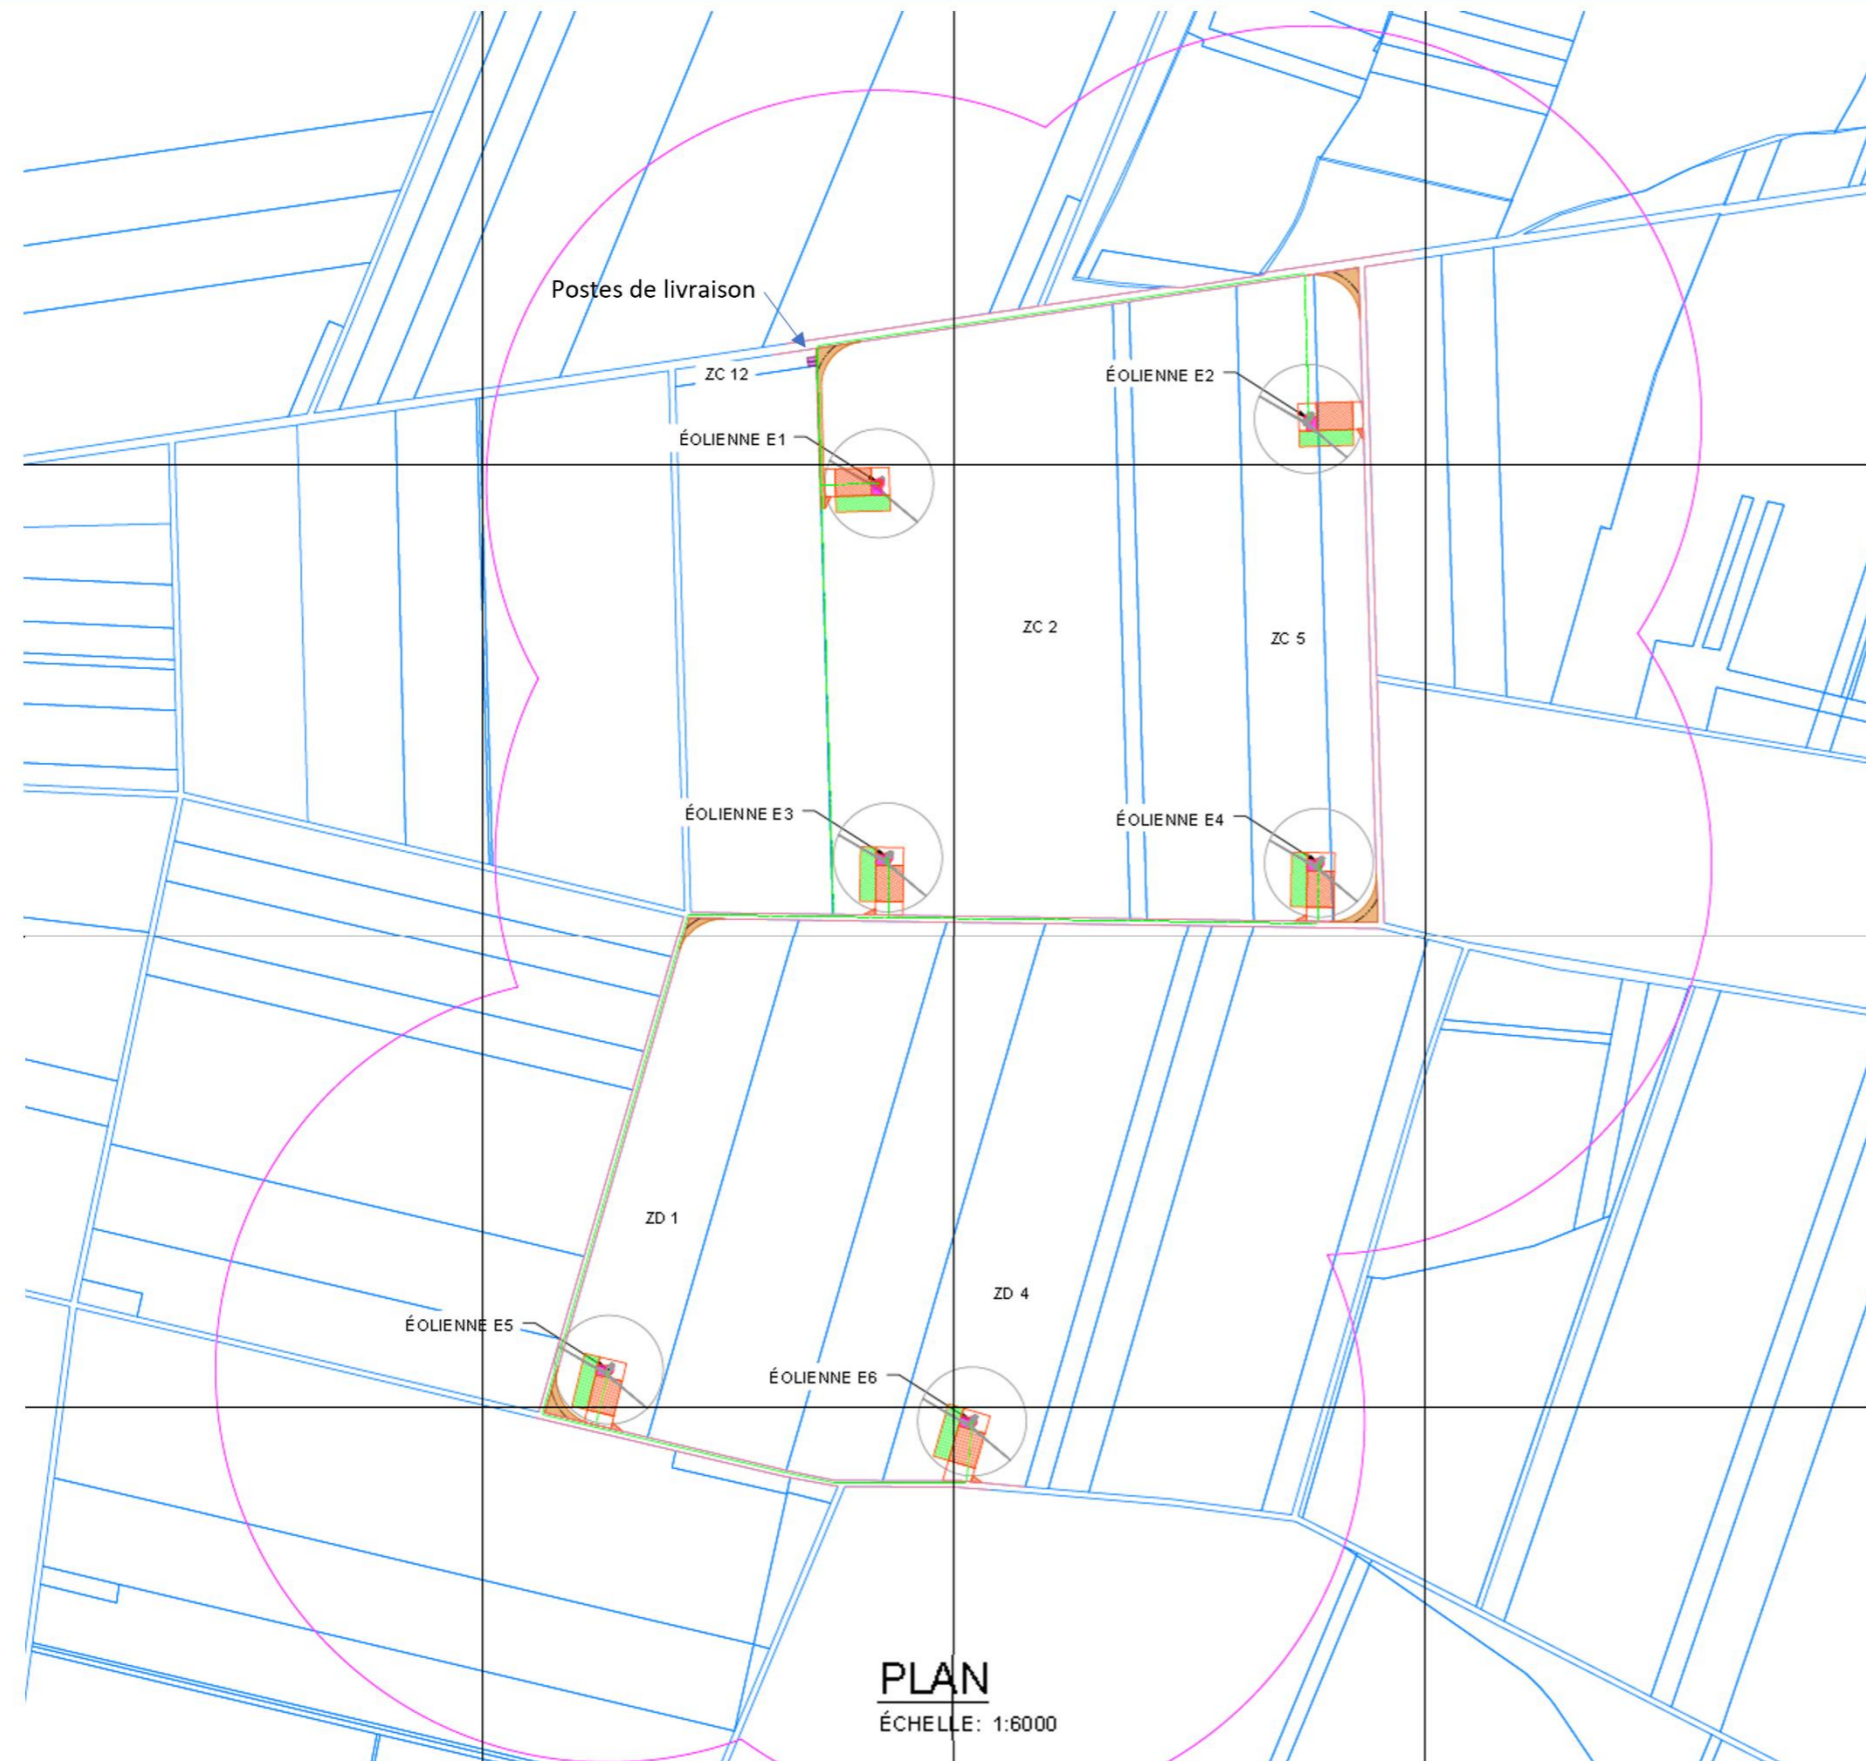 Postes de livraison
ZC 12
ÉOLIENNE E2
ÉOLIENNE E1
ZC 2
ZC 5
ÉOLIENNE E3
ÉOLIENNE E4
ZD 1
ZD 4
ÉOLIENNE E5
ÉOLIENNE E6
PLAN
ÉCHELLE: 1:6000